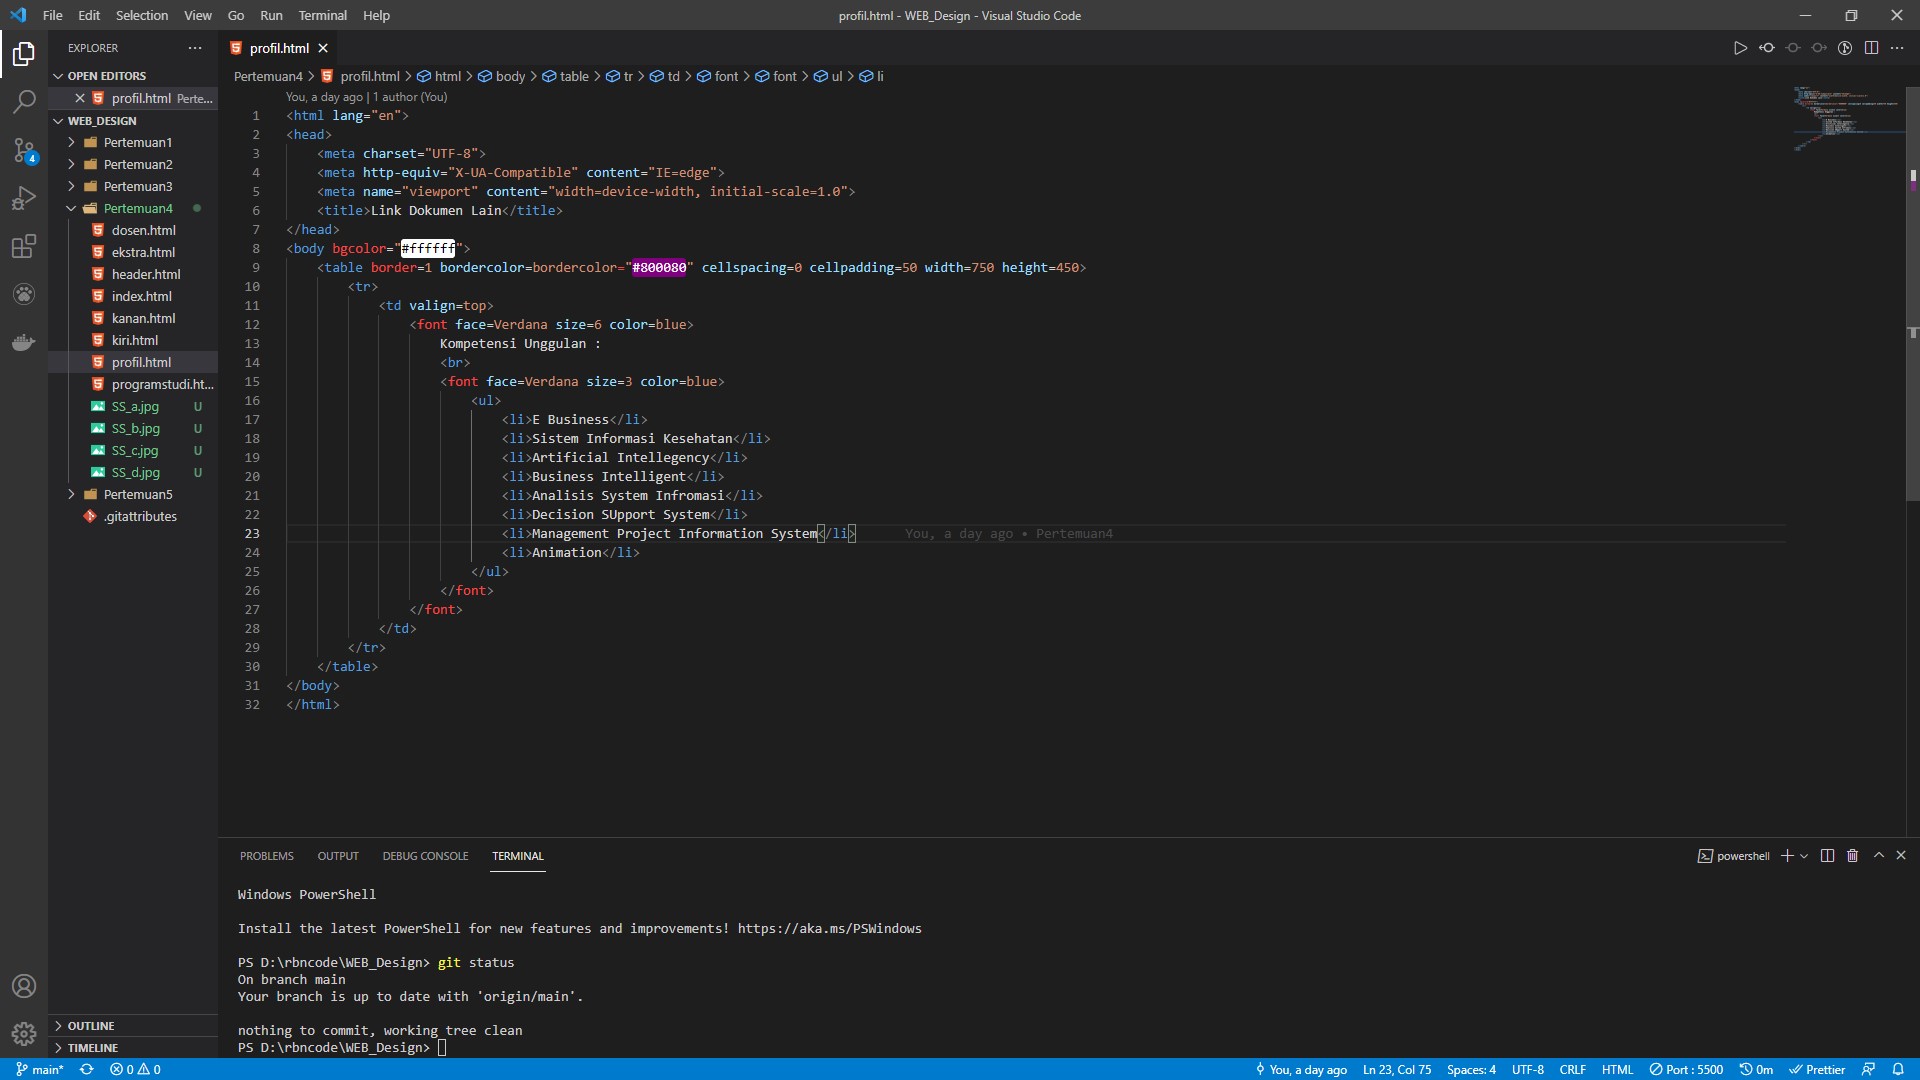 File Edit Selection View Go Run Terminal Help
profil.html - WEB_Design - Visual Studio Code
EXPLORER
OPEN EDITORS
profil.html Perte...
WEB_DESIGN
Pertemuan1
Pertemuan2
Pertemuan3
Pertemuan4
dosen.html
ekstra.html
header.html
index.html
kanan.html
kiri.html
profil.html
programstudi.ht...
SS_a.jpg U
SS_b.jpg U
SS_c.jpg U
SS_d.jpg U
Pertemuan5
.gitattributes
OUTLINE
TIMELINE
4
profil.html
Pertemuan4 > profil.html > html > body > table > tr > td > font > font > ul > li
You, a day ago | 1 author (You)
1 <html lang="en">
2 <head>
3 <meta charset="UTF-8">
4 <meta http-equiv="X-UA-Compatible" content="IE=edge">
5 <meta name="viewport" content="width=device-width, initial-scale=1.0">
6 <title>Link Dokumen Lain</title>
7 </head>
8 <body bgcolor="#ffffff">
9 <table border=1 bordercolor=bordercolor="#800080" cellspacing=0 cellpadding=50 width=750 height=450>
10 <tr>
11 <td valign=top>
12 <font face=Verdana size=6 color=blue>
13 Kompetensi Unggulan :
14 <br>
15 <font face=Verdana size=3 color=blue>
16 <ul>
17 <li>E Business</li>
18 <li>Sistem Informasi Kesehatan</li>
19 <li>Artificial Intellegency</li>
20 <li>Business Intelligent</li>
21 <li>Analisis System Infromasi</li>
22 <li>Decision SUpport System</li>
23 <li>Management Project Information System</li> You, a day ago • Pertemuan4
24 <li>Animation</li>
25 </ul>
26 </font>
27 </font>
28 </td>
29 </tr>
30 </table>
31 </body>
32 </html>
PROBLEMS OUTPUT DEBUG CONSOLE TERMINAL
powershell
Windows PowerShell
Install the latest PowerShell for new features and improvements! https://aka.ms/PSWindows
PS D:\rbncode\WEB_Design> git status
On branch main
Your branch is up to date with 'origin/main'.
nothing to commit, working tree clean
PS D:\rbncode\WEB_Design>
main* 0 0
You, a day ago Ln 23, Col 75 Spaces: 4 UTF-8 CRLF HTML Port : 5500 0m Prettier